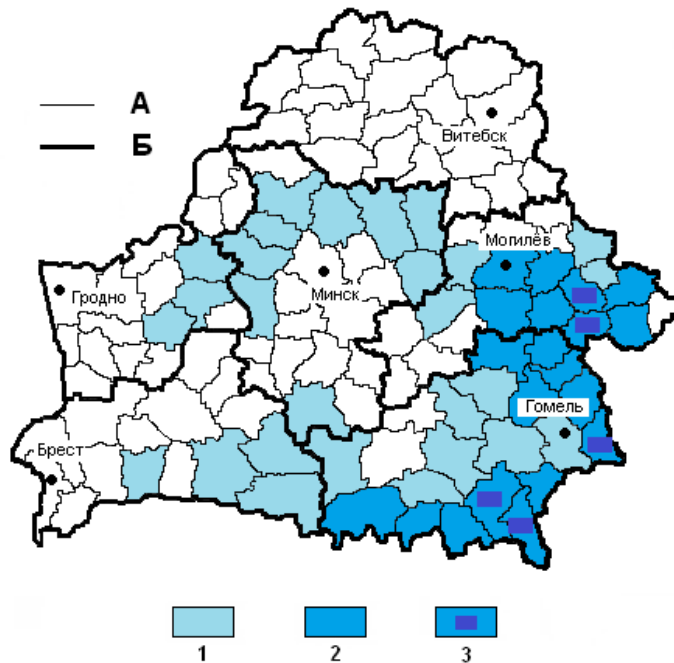 А
Б
Витебск
Могилёв
Минск
Гродно
Гомель
Брест
1
2
3